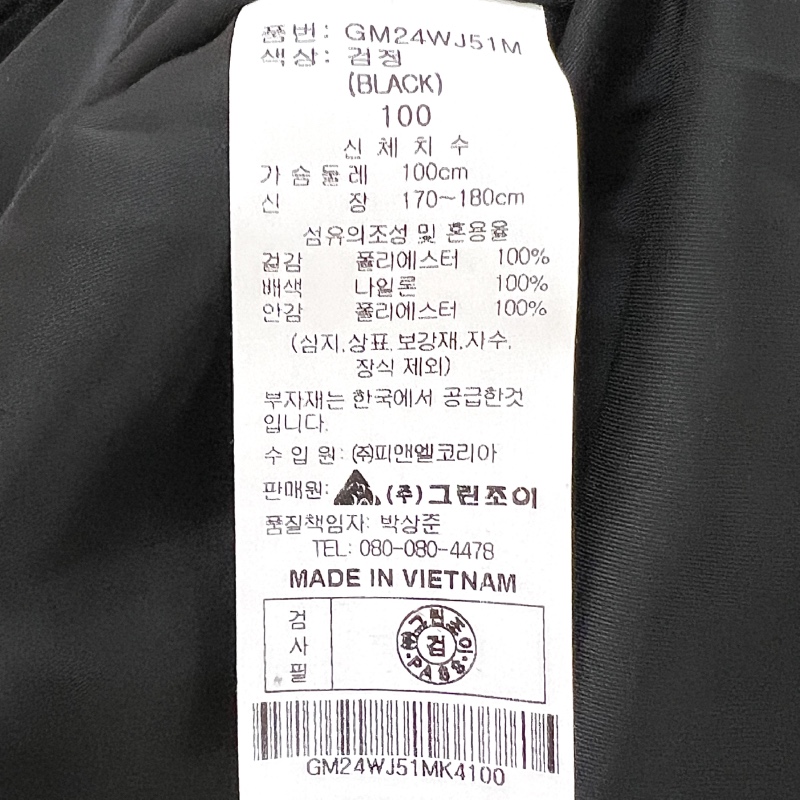 품번: GM24WJ51M
색상: 검정
(BLACK)
100
신 체 치 수
가 슴 둘 레 100cm
신 장 170~180cm
섬유의조성 및 혼용율
겉감 폴리에스터 100%
배색 나일론 100%
안감 폴리에스터 100%
(심지,상표,보강재,자수,
장식 제외)
부자재는 한국에서 공급한것
입니다.
수 입 원: ㈜피앤엘코리아
판매원: (주)그린조이
품질책임자: 박상준
TEL: 080-080-4478
MADE IN VIETNAM
검
사
필
㈜그린조이
검
·PASS·
GM24WJ51MK4100